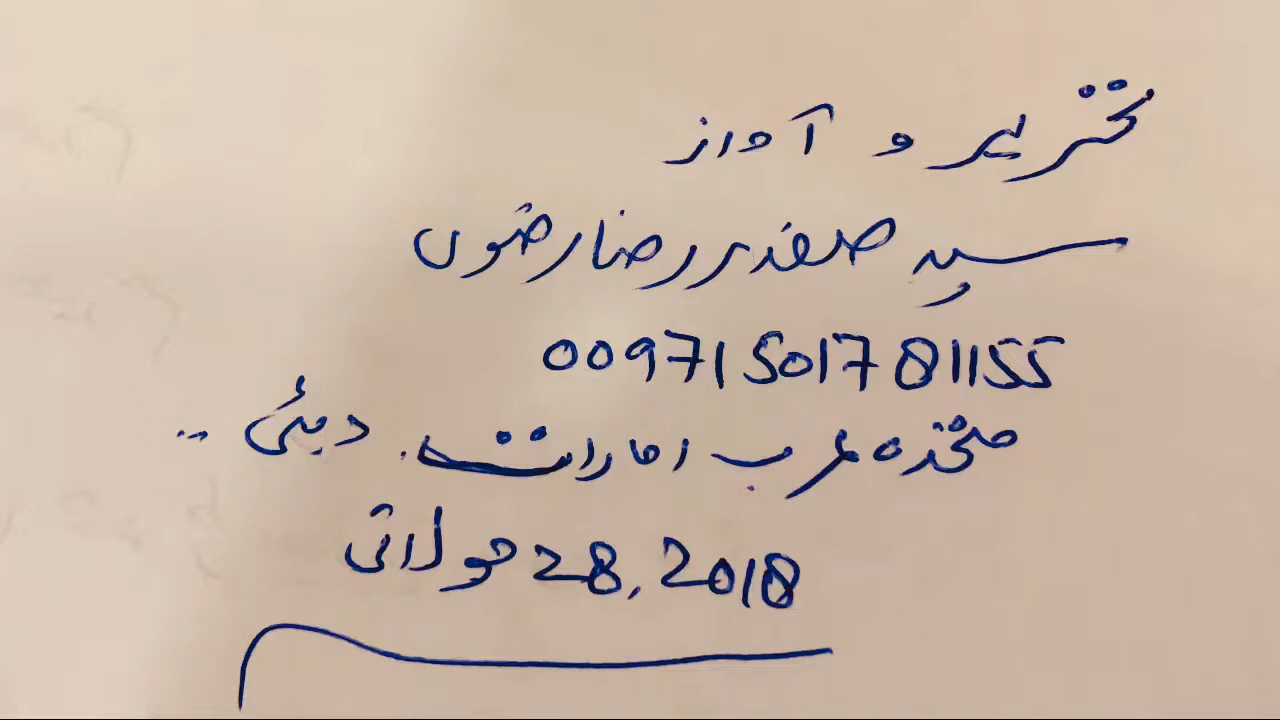 تحریر و آواز
سید صفدر رضا رضوی
00971501781155
متحدہ عرب امارات۔ دبئی ..
28 جولائی, 2018